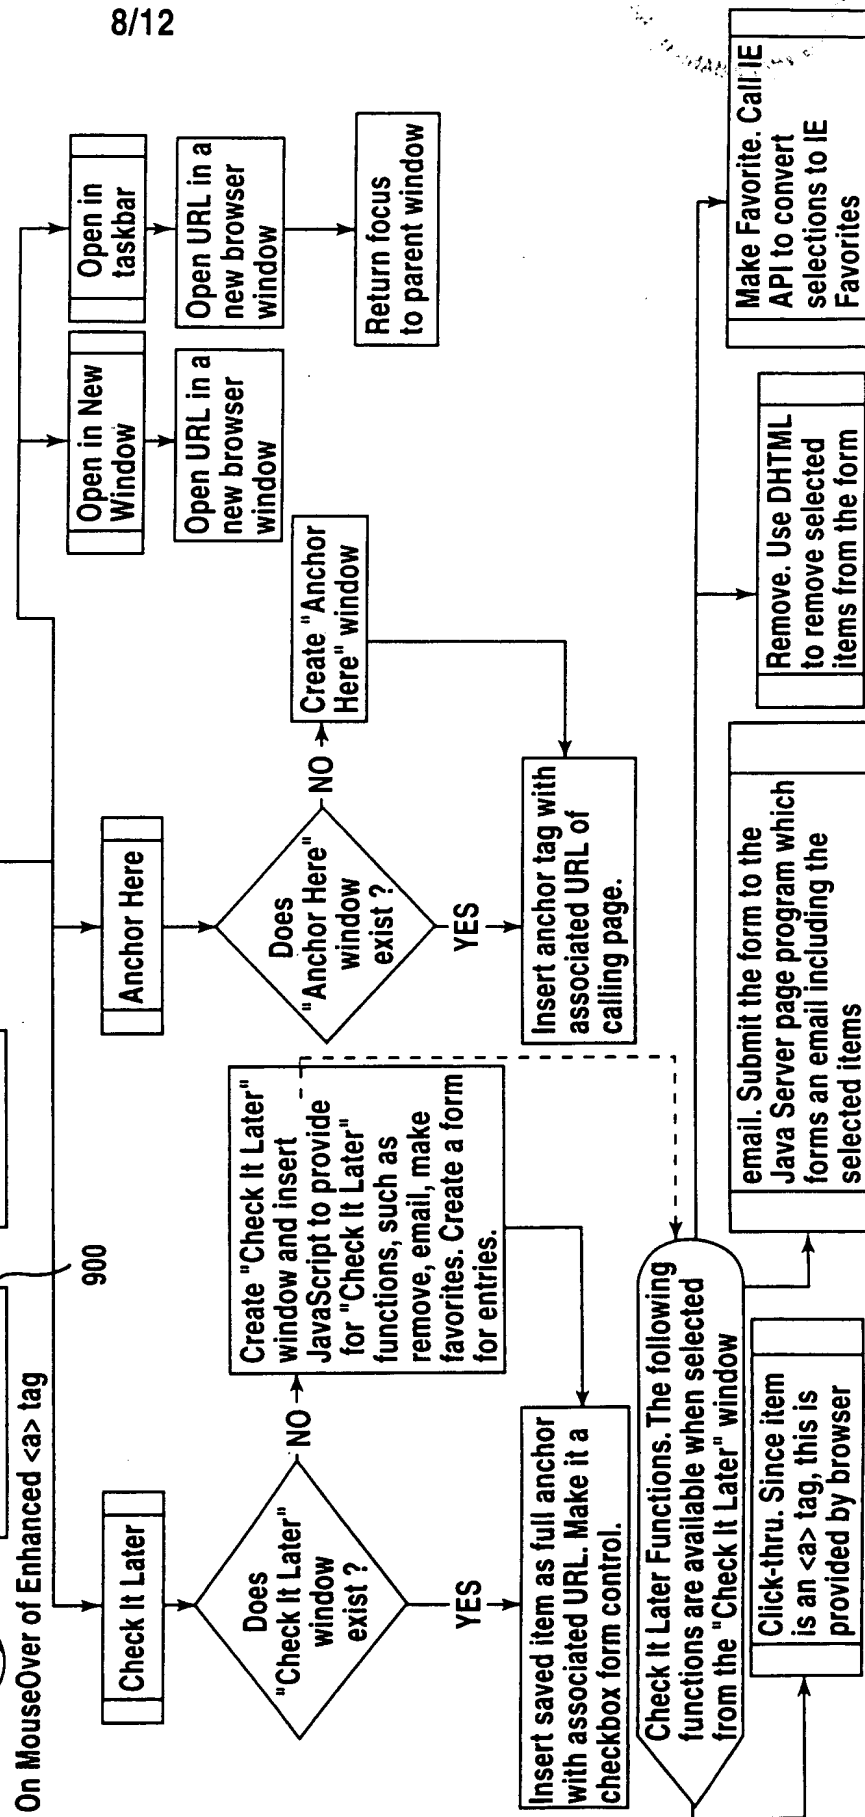 8/12
On MouseOver of Enhanced <a> tag
900
Check It Later
Does
"Check It Later"
window
exist ?
NO
YES
Create "Check It Later"
window and insert
JavaScript to provide
for "Check It Later"
functions, such as
remove, email, make
favorites. Create a form
for entries.
Insert saved item as full anchor
with associated URL. Make it a
checkbox form control.
Anchor Here
Does
"Anchor Here"
window
exist ?
NO
YES
Create "Anchor
Here" window
Insert anchor tag with
associated URL of
calling page.
Open in New
Window
Open URL in a
new browser
window
Open in
taskbar
Open URL in a
new browser
window
Return focus
to parent window
Check It Later Functions. The following
functions are available when selected
from the "Check It Later" window
Click-thru. Since item
is an <a> tag, this is
provided by browser
email. Submit the form to the
Java Server page program which
forms an email including the
selected items
Remove. Use DHTML
to remove selected
items from the form
Make Favorite. Call IE
API to convert
selections to IE
Favorites